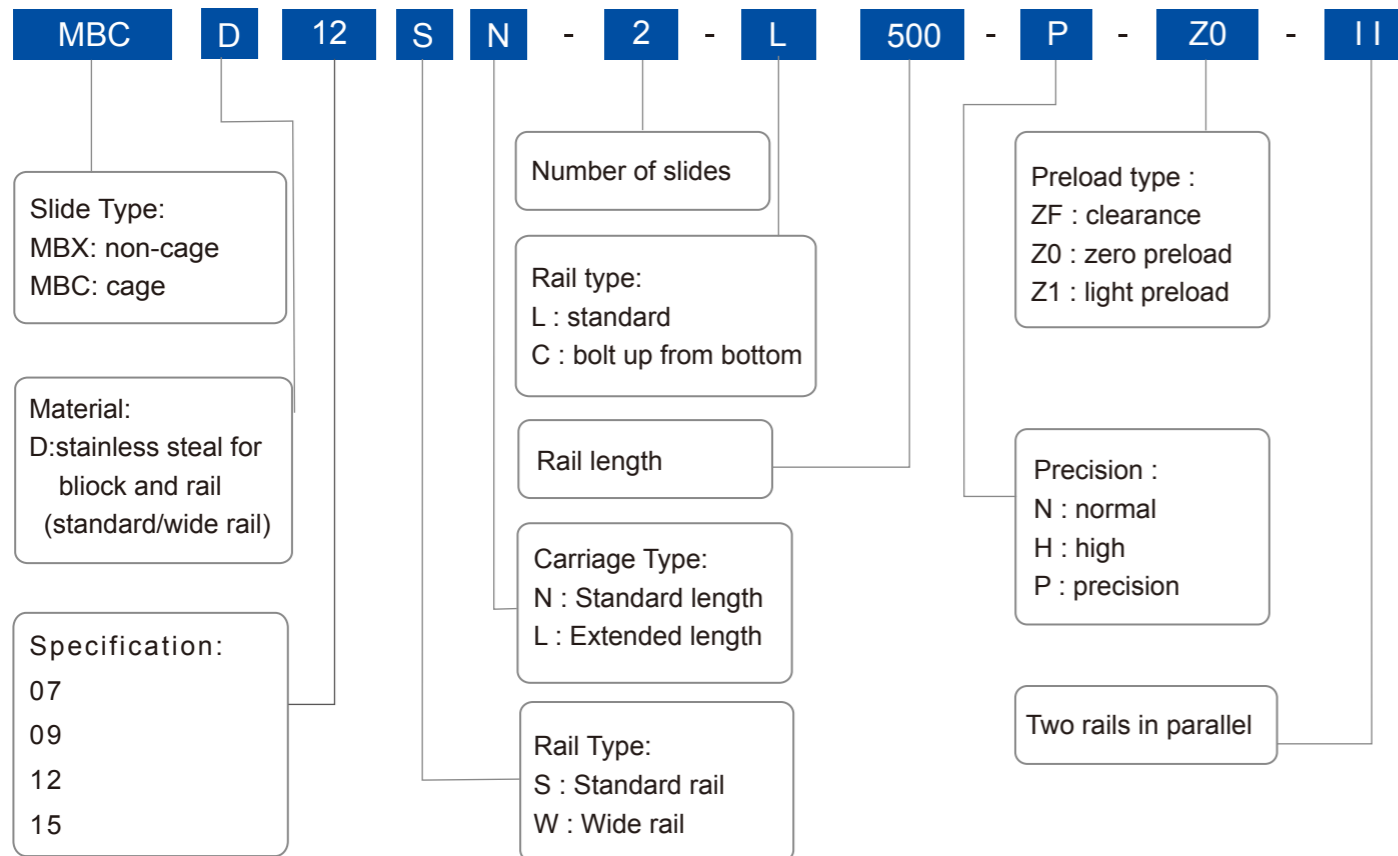 MBC D 12 S N - 2 - L 500 - P - Z0 - II
Slide Type:
MBX: non-cage
MBC: cage
Material:
D:stainless steal for
bliock and rail
(standard/wide rail)
Specification:
07
09
12
15
Number of slides
Rail type:
L : standard
C : bolt up from bottom
Rail length
Carriage Type:
N : Standard length
L : Extended length
Rail Type:
S : Standard rail
W : Wide rail
Preload type :
ZF : clearance
Z0 : zero preload
Z1 : light preload
Precision :
N : normal
H : high
P : precision
Two rails in parallel